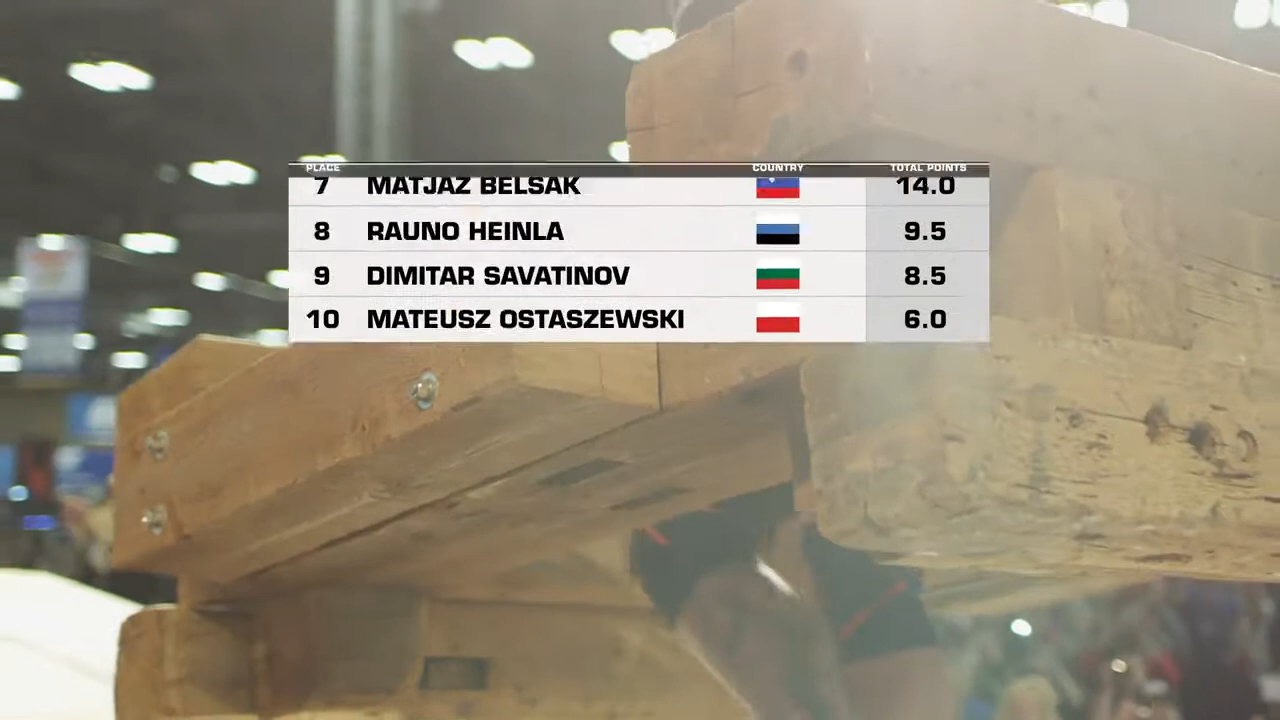 PLACE COUNTRY TOTAL POINTS
7 MATJAZ BELSAK 14.0
8 RAUNO HEINLA 9.5
9 DIMITAR SAVATINOV 8.5
10 MATEUSZ OSTASZEWSKI 6.0